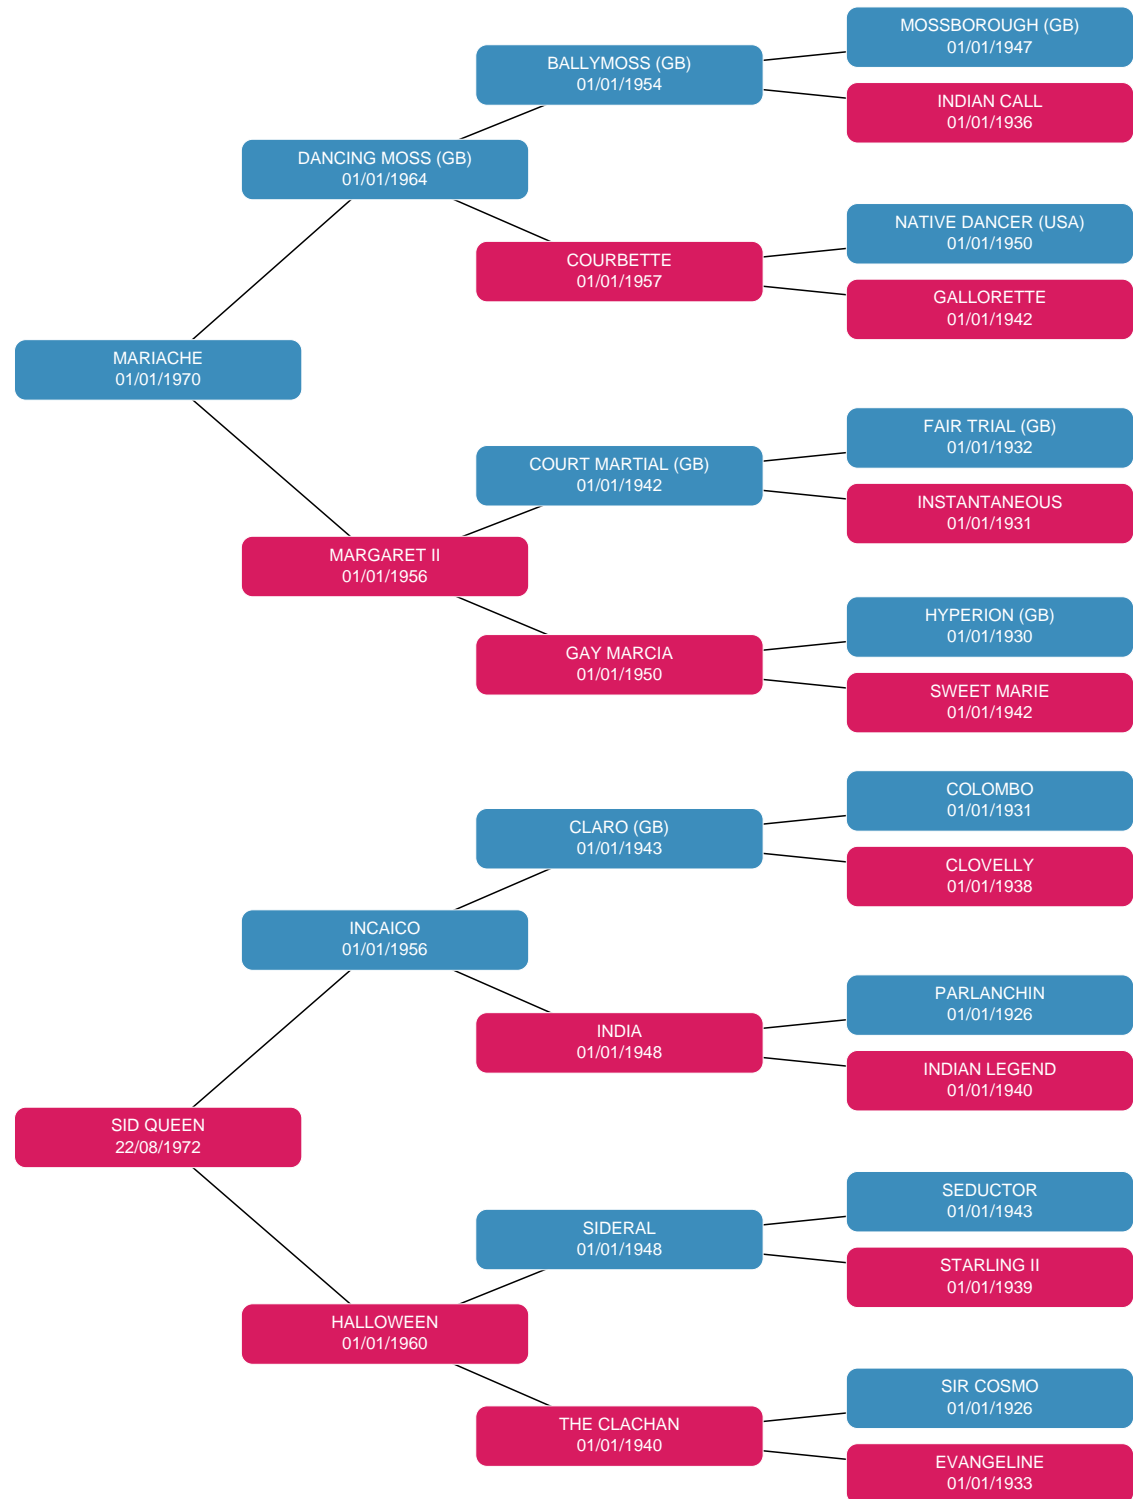 MOSSBOROUGH (GB)
01/01/1947
BALLYMOSS (GB)
01/01/1954
INDIAN CALL
01/01/1936
DANCING MOSS (GB)
01/01/1964
NATIVE DANCER (USA)
01/01/1950
COURBETTE
01/01/1957
GALLORETTE
01/01/1942
MARIACHE
01/01/1970
FAIR TRIAL (GB)
01/01/1932
COURT MARTIAL (GB)
01/01/1942
INSTANTANEOUS
01/01/1931
MARGARET II
01/01/1956
HYPERION (GB)
01/01/1930
GAY MARCIA
01/01/1950
SWEET MARIE
01/01/1942
COLOMBO
01/01/1931
CLARO (GB)
01/01/1943
CLOVELLY
01/01/1938
INCAICO
01/01/1956
PARLANCHIN
01/01/1926
INDIA
01/01/1948
INDIAN LEGEND
01/01/1940
SID QUEEN
22/08/1972
SEDUCTOR
01/01/1943
SIDERAL
01/01/1948
STARLING II
01/01/1939
HALLOWEEN
01/01/1960
SIR COSMO
01/01/1926
THE CLACHAN
01/01/1940
EVANGELINE
01/01/1933